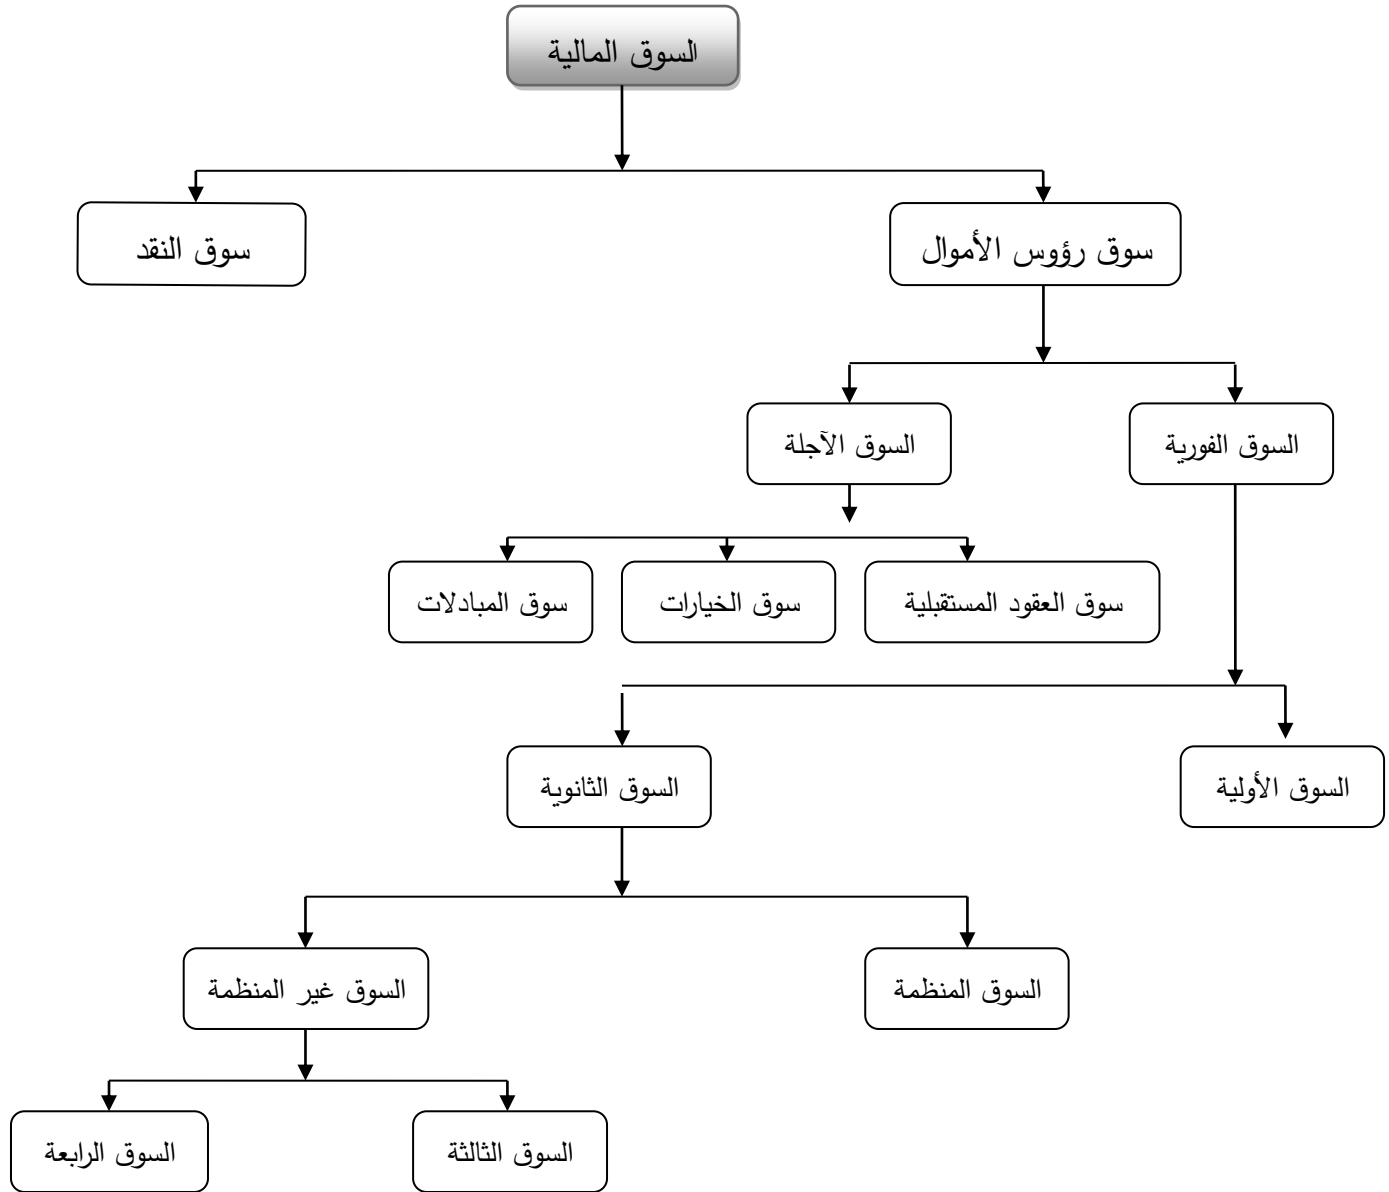 السوق المالية
سوق رؤوس الأموال
سوق النقد
السوق الفورية
السوق الآجلة
سوق العقود المستقبلية
سوق الخيارات
سوق المبادلات
السوق الأولية
السوق الثانوية
السوق المنظمة
السوق غير المنظمة
السوق الثالثة
السوق الرابعة